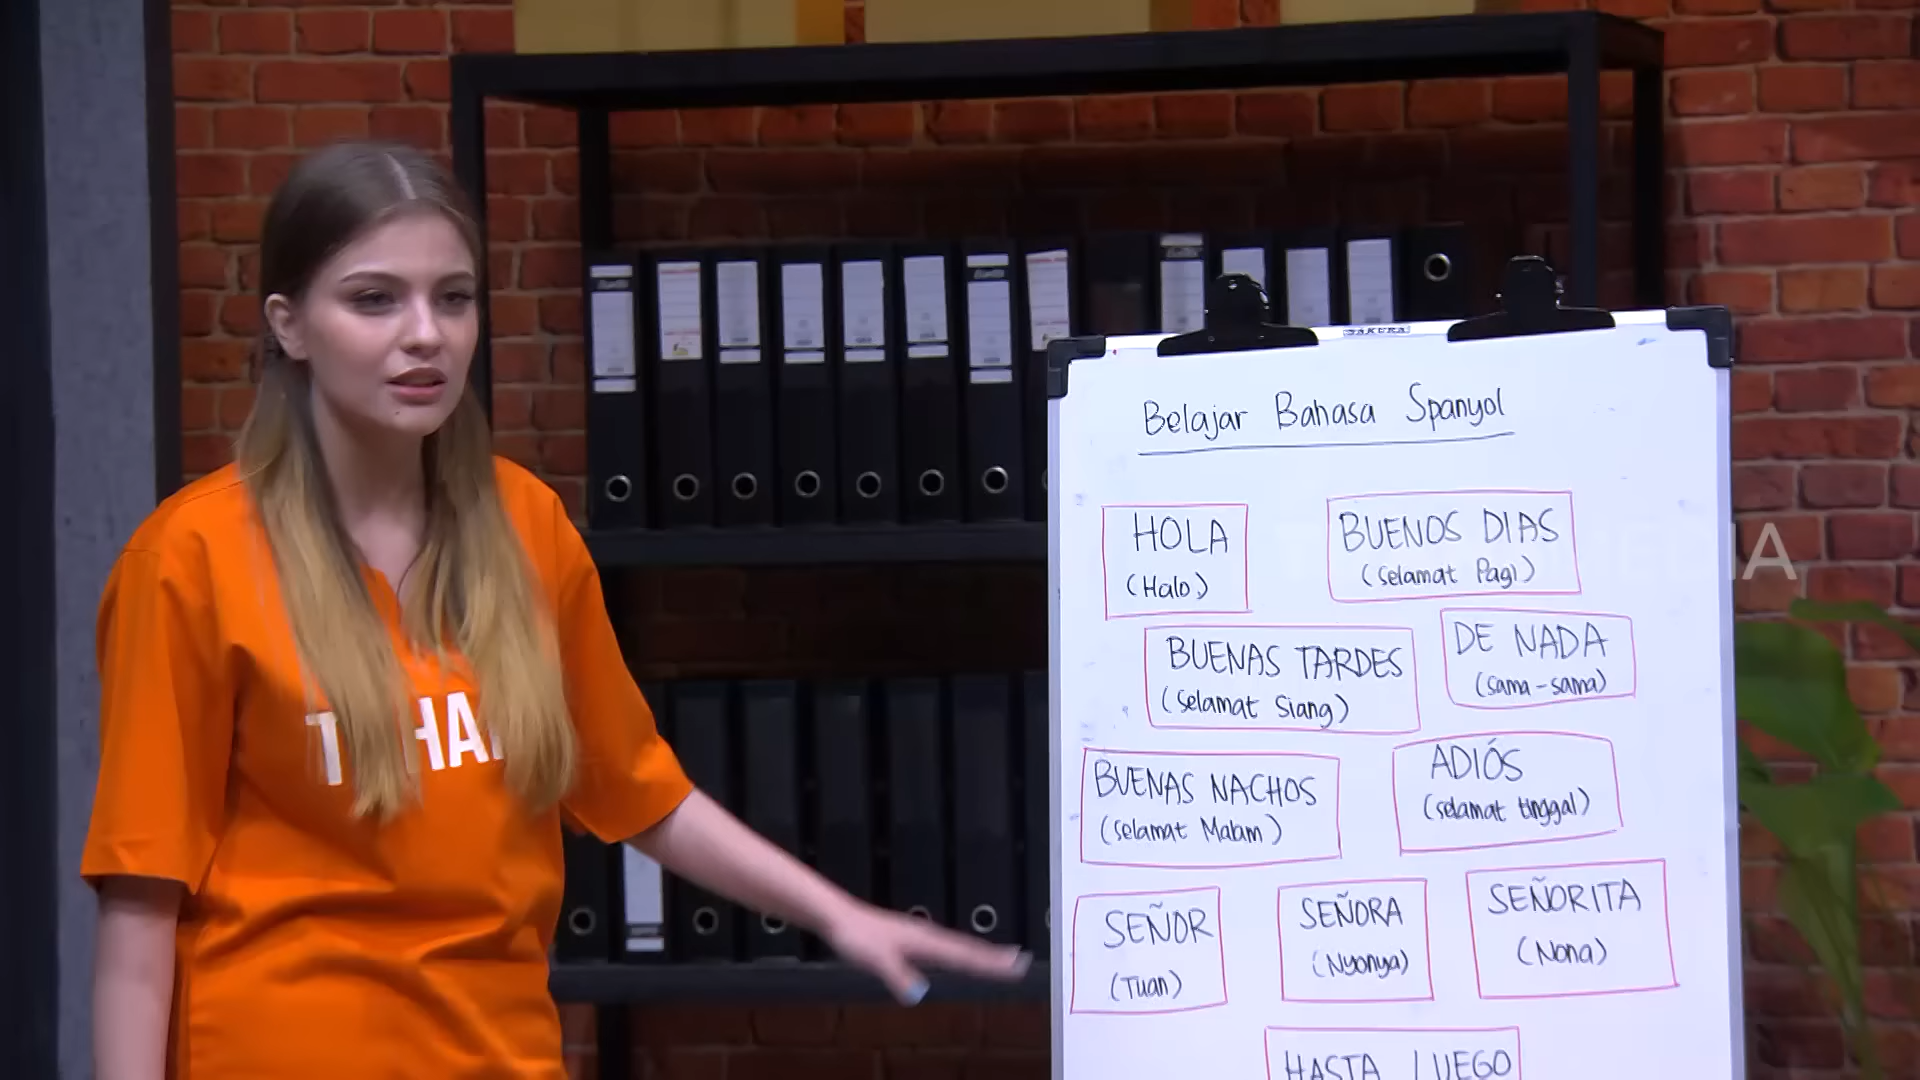 SAKURA
Belajar Bahasa Spanyol
HOLA
(Halo)
BUENOS DIAS
(selamat Pagi)
BUENAS TARDES
(selamat Siang)
DE NADA
(sama-sama)
BUENAS NACHOS
(selamat Malam)
ADIÓS
(selamat tinggal)
SEÑOR
(Tuan)
SEÑORA
(Nyonya)
SEÑORITA
(Nona)
HASTA LUEGO